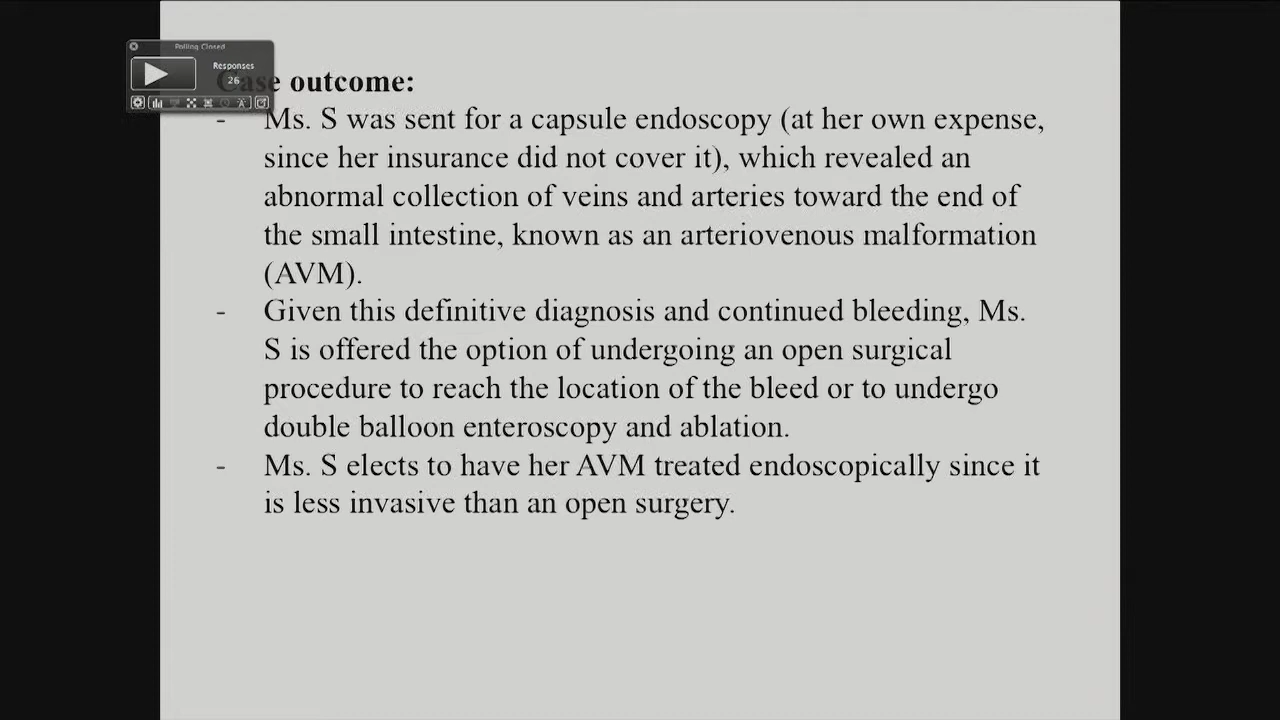 Polling Closed
Responses
26
Case outcome:
- Ms. S was sent for a capsule endoscopy (at her own expense,
since her insurance did not cover it), which revealed an
abnormal collection of veins and arteries toward the end of
the small intestine, known as an arteriovenous malformation
(AVM).
- Given this definitive diagnosis and continued bleeding, Ms.
S is offered the option of undergoing an open surgical
procedure to reach the location of the bleed or to undergo
double balloon enteroscopy and ablation.
- Ms. S elects to have her AVM treated endoscopically since it
is less invasive than an open surgery.